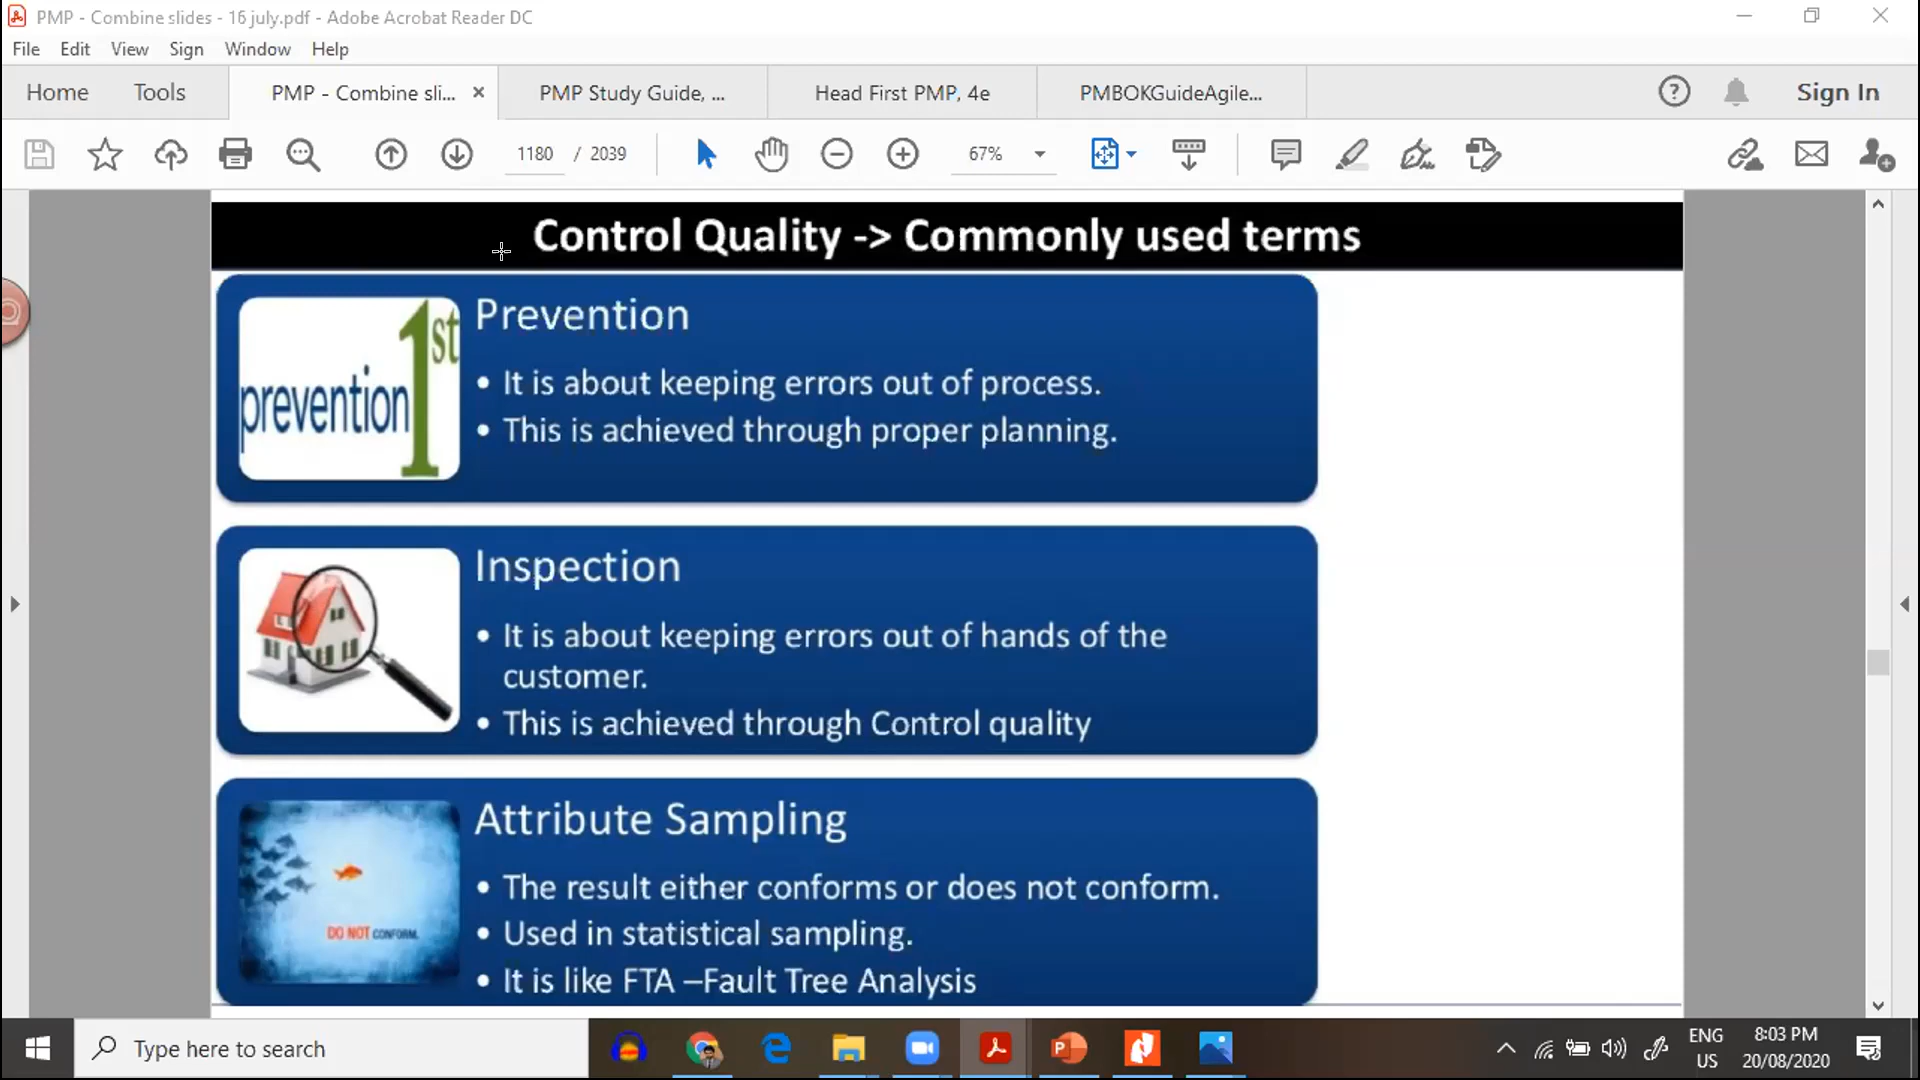 PMP - Combine slides - 16 july.pdf - Adobe Acrobat Reader DC
File Edit View Sign Window Help
Home Tools PMP - Combine sli... × PMP Study Guide, ... Head First PMP, 4e PMBOKGuideAgile... Sign In
1180 / 2039 67%
Control Quality -> Commonly used terms
prevention 1st
Prevention
• It is about keeping errors out of process.
• This is achieved through proper planning.
Inspection
• It is about keeping errors out of hands of the
customer.
• This is achieved through Control quality
DO NOT CONFORM.
Attribute Sampling
• The result either conforms or does not conform.
• Used in statistical sampling.
• It is like FTA –Fault Tree Analysis
Type here to search
ENG
US
8:03 PM
20/08/2020